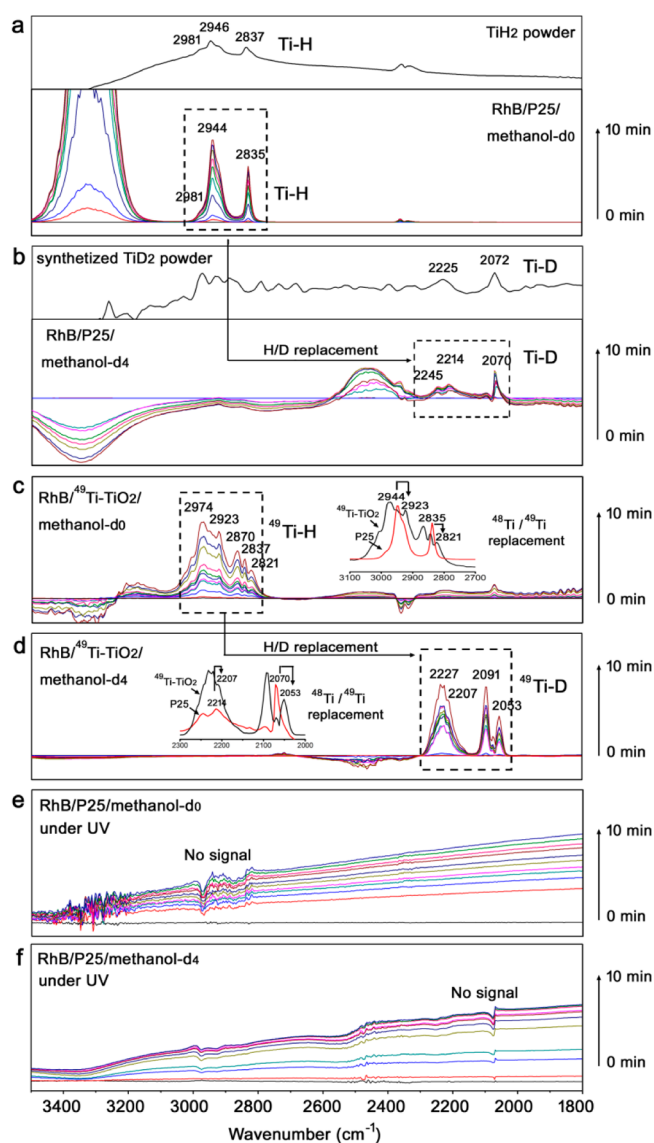 a
2946
2981
2837
Ti-H
TiH2 powder
RhB/P25/
methanol-d0
2944
2835
2981
Ti-H
10 min
0 min
b
synthetized TiD2 powder
2225
2072
Ti-D
RhB/P25/
methanol-d4
H/D replacement
2214
2245
2070
Ti-D
10 min
0 min
c
RhB/49Ti-TiO2/
methanol-d0
2974
2923
2870
2837
2821
49Ti-H
2944
2923
2835
2821
49Ti-TiO2
P25
3100 3000 2900 2800 2700
48Ti / 49Ti
replacement
10 min
0 min
d
RhB/49Ti-TiO2/
methanol-d4
H/D replacement
49Ti-TiO2
P25
2207
2214
2070
2053
2300 2200 2100 2000
48Ti / 49Ti
replacement
2227
2207
2091
2053
49Ti-D
10 min
0 min
e
RhB/P25/methanol-d0
under UV
No signal
10 min
0 min
f
RhB/P25/methanol-d4
under UV
No signal
10 min
0 min
3400 3200 3000 2800 2600 2400 2200 2000 1800
Wavenumber (cm-1)